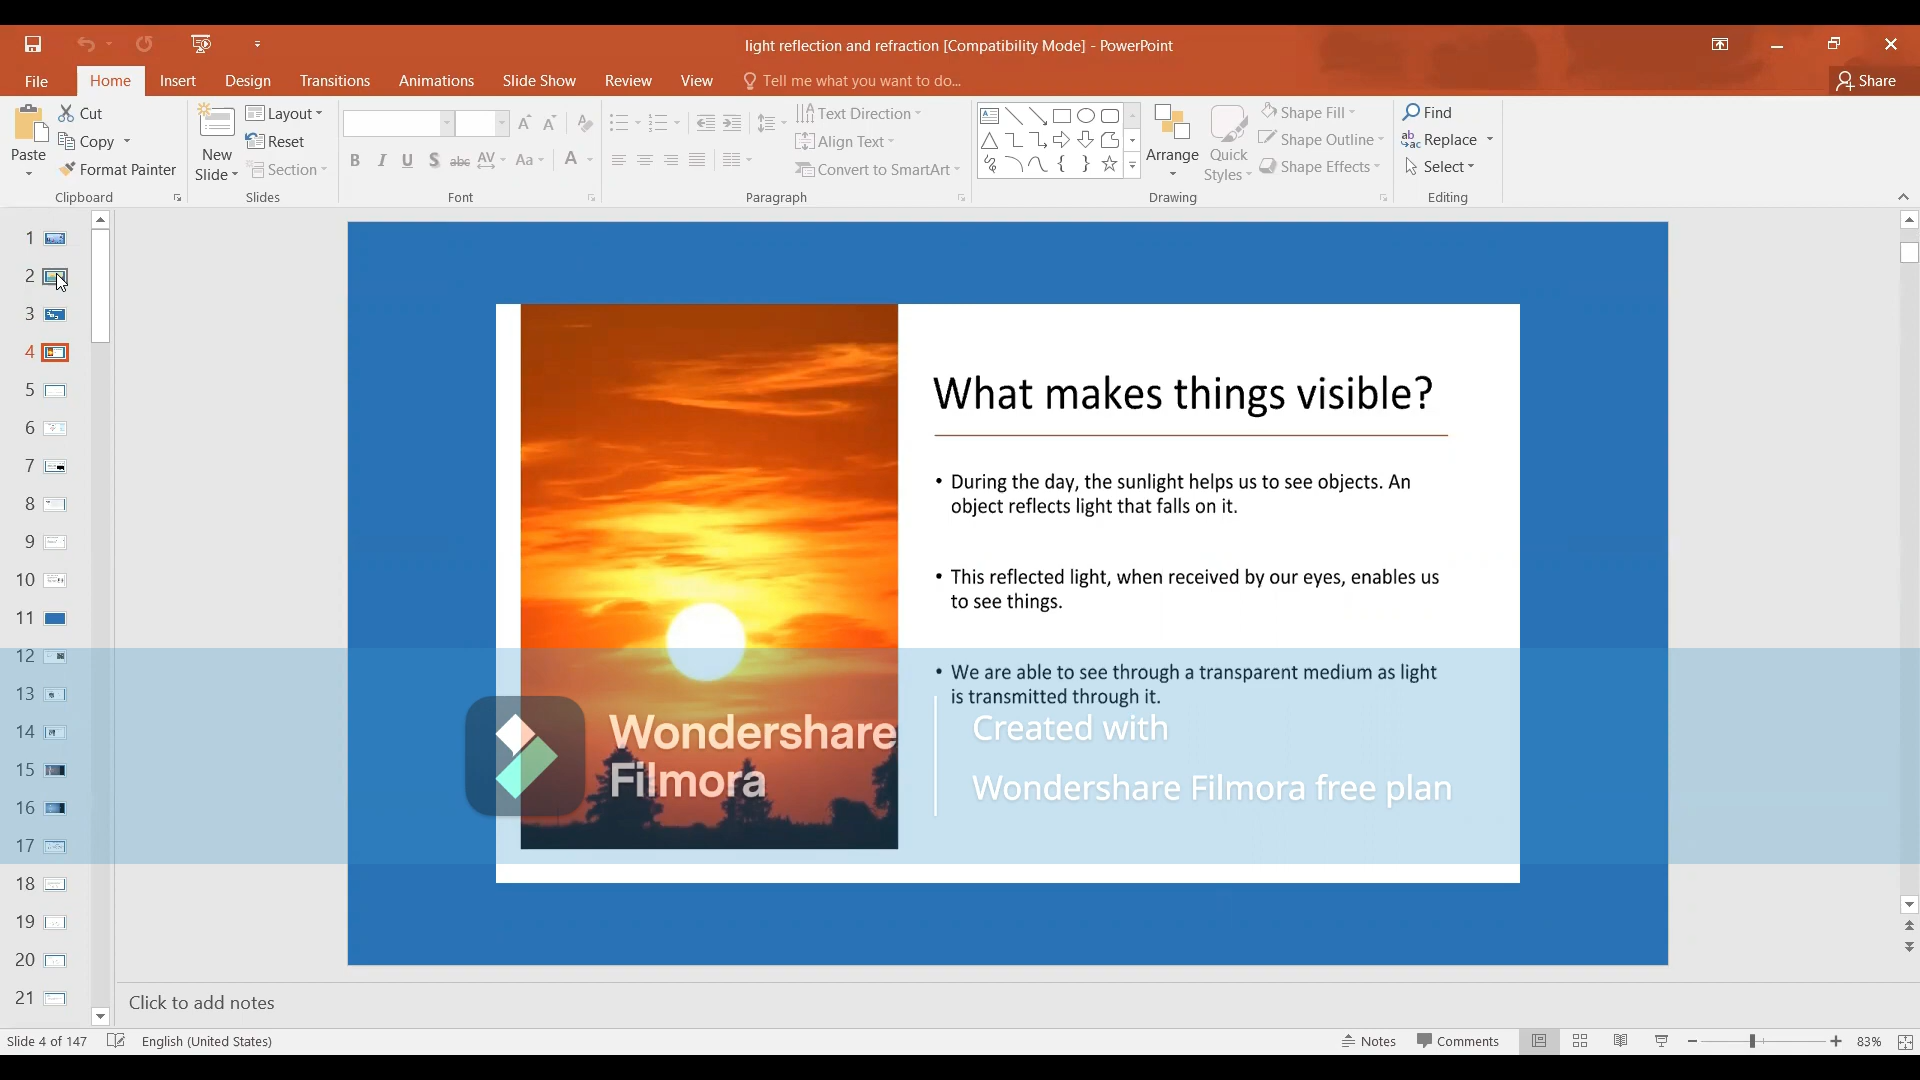 light reflection and refraction [Compatibility Mode] - PowerPoint
File Home Insert Design Transitions Animations Slide Show Review View Tell me what you want to do... Share
Paste
Cut
Copy
Format Painter
Clipboard
New
Slide
Layout
Reset
Section
Slides
B I U S abc AV Aa A
Font
Text Direction
Align Text
Convert to SmartArt
Paragraph
Arrange
Quick
Styles
Shape Fill
Shape Outline
Shape Effects
Drawing
Find
Replace
Select
Editing
1
2
3
4
5
6
7
8
9
10
11
12
13
14
15
16
17
18
19
20
21
What makes things visible?
• During the day, the sunlight helps us to see objects. An
object reflects light that falls on it.
• This reflected light, when received by our eyes, enables us
to see things.
• We are able to see through a transparent medium as light
is transmitted through it.
Wondershare
Filmora
Created with
Wondershare Filmora free plan
Click to add notes
Slide 4 of 147 English (United States) Notes Comments 83%